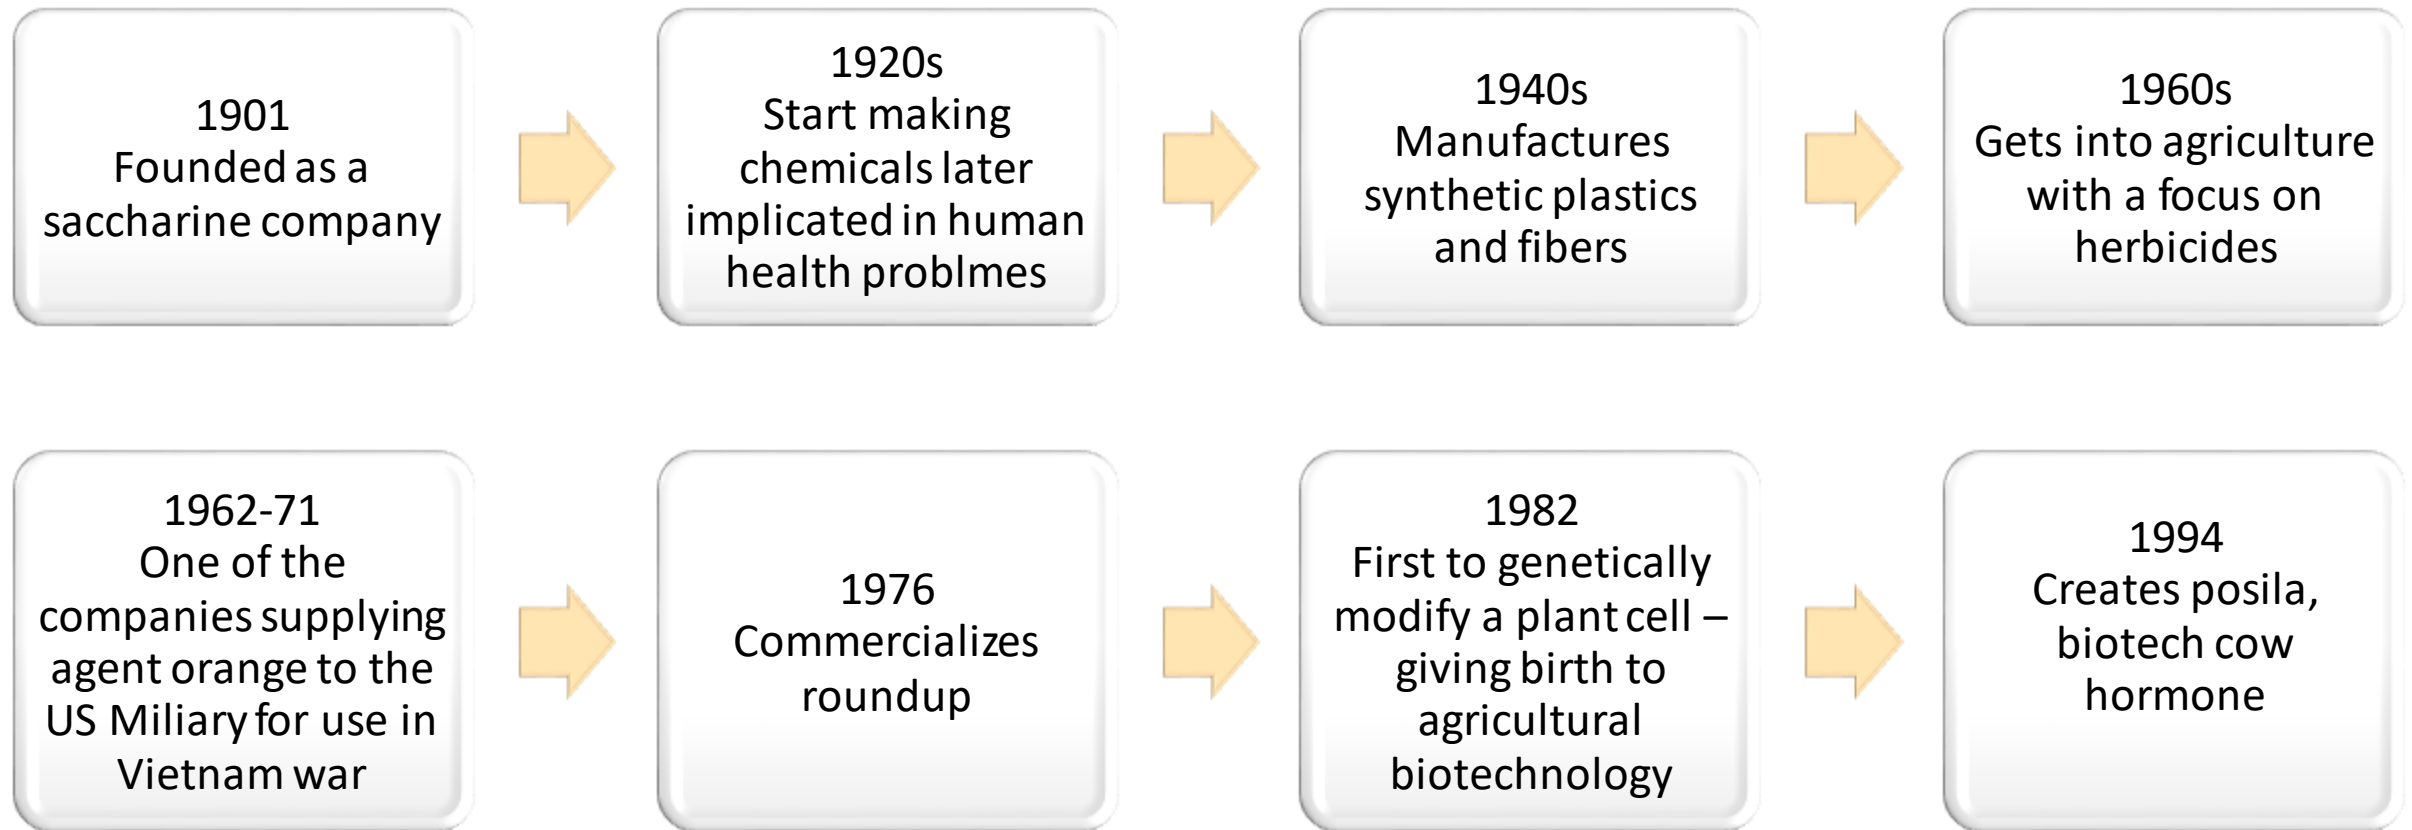 1901
Founded as a
saccharine company
1920s
Start making
chemicals later
implicated in human
health problmes
1940s
Manufactures
synthetic plastics
and fibers
1960s
Gets into agriculture
with a focus on
herbicides
1962-71
One of the
companies supplying
agent orange to the
US Miliary for use in
Vietnam war
1976
Commercializes
roundup
1982
First to genetically
modify a plant cell –
giving birth to
agricultural
biotechnology
1994
Creates posila,
biotech cow
hormone